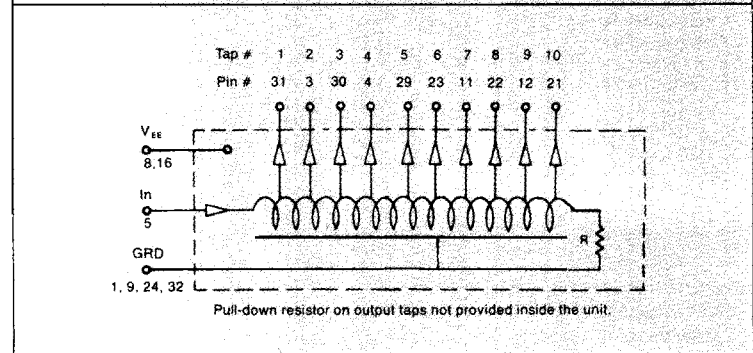 Tap # 1 2 3 4 5 6 7 8 9 10
Pin # 31 3 30 4 29 23 11 22 12 21
VEE
8,16
In
5
GRD
1, 9, 24, 32
R
Pull-down resistor on output taps not provided inside the unit.